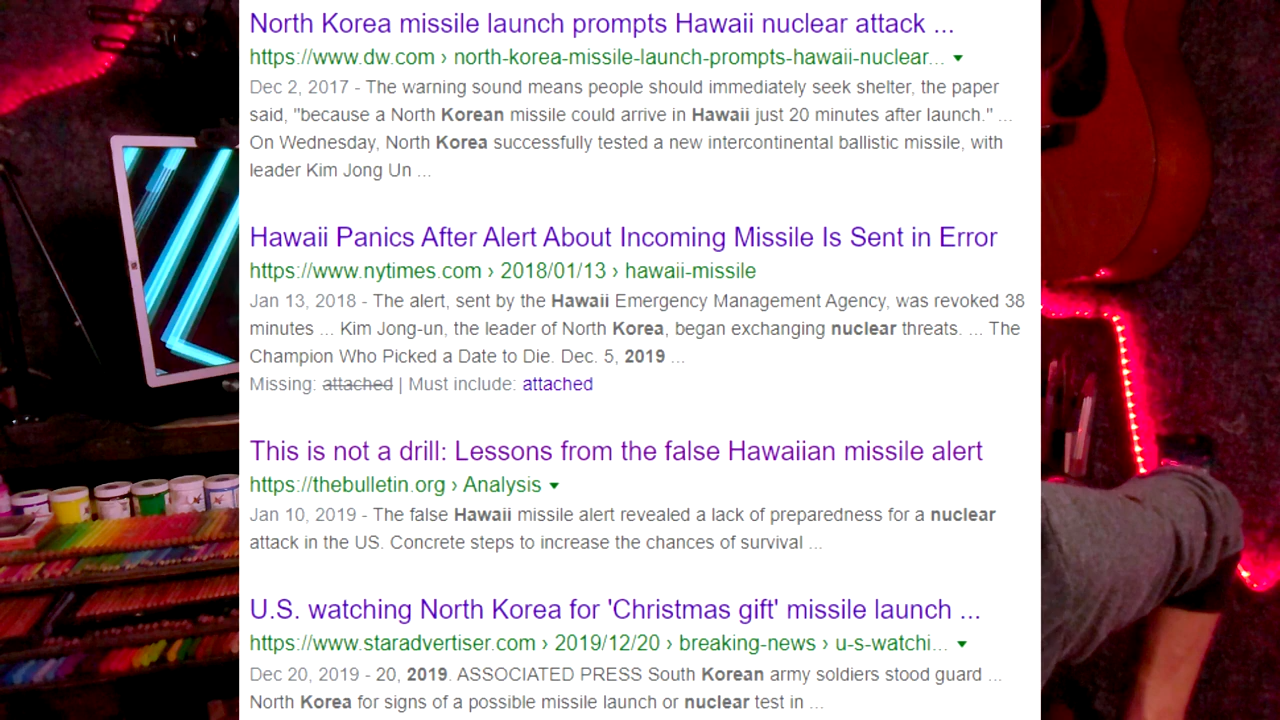 North Korea missile launch prompts Hawaii nuclear attack ...
https://www.dw.com › north-korea-missile-launch-prompts-hawaii-nuclear... ▼
Dec 2, 2017 - The warning sound means people should immediately seek shelter, the paper
said, "because a North Korean missile could arrive in Hawaii just 20 minutes after launch." ...
On Wednesday, North Korea successfully tested a new intercontinental ballistic missile, with
leader Kim Jong Un ...
Hawaii Panics After Alert About Incoming Missile Is Sent in Error
https://www.nytimes.com › 2018/01/13 › hawaii-missile
Jan 13, 2018 - The alert, sent by the Hawaii Emergency Management Agency, was revoked 38
minutes ... Kim Jong-un, the leader of North Korea, began exchanging nuclear threats. ... The
Champion Who Picked a Date to Die. Dec. 5, 2019 ...
Missing: attached | Must include: attached
This is not a drill: Lessons from the false Hawaiian missile alert
https://thebulletin.org › Analysis ▼
Jan 10, 2019 - The false Hawaii missile alert revealed a lack of preparedness for a nuclear
attack in the US. Concrete steps to increase the chances of survival ...
U.S. watching North Korea for 'Christmas gift' missile launch ...
https://www.staradvertiser.com › 2019/12/20 › breaking-news › u-s-watchi... ▼
Dec 20, 2019 - 20, 2019. ASSOCIATED PRESS South Korean army soldiers stood guard ...
North Korea for signs of a possible missile launch or nuclear test in ...